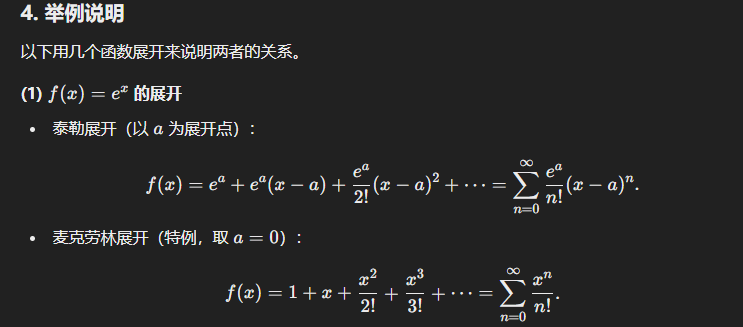 4. 举例说明
以下用几个函数展开来说明两者的关系。
(1) f(x) = e^x 的展开
• 泰勒展开（以 a 为展开点）：
f(x) = e^a + e^a(x − a) + \frac{e^a}{2!}(x − a)^2 + ⋯ = \sum_{n=0}^{∞} \frac{e^a}{n!}(x − a)^n.
• 麦克劳林展开（特例，取 a = 0）：
f(x) = 1 + x + \frac{x^2}{2!} + \frac{x^3}{3!} + ⋯ = \sum_{n=0}^{∞} \frac{x^n}{n!}.